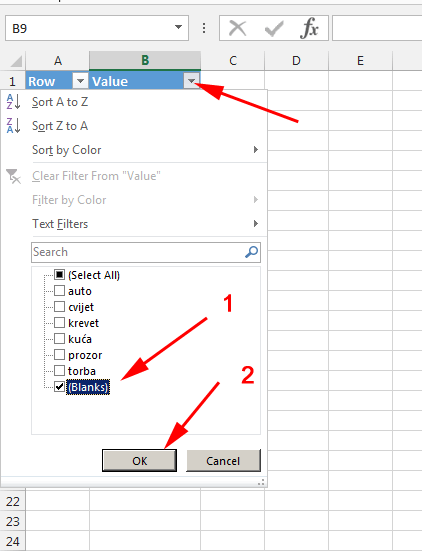 B9
fx
A B C D E
1 Row Value
Sort A to Z
Sort Z to A
Sort by Color
Clear Filter From "Value"
Filter by Color
Text Filters
Search
(Select All)
auto
cvijet
krevet
kuća
prozor
torba
(Blanks)
1
2
OK Cancel
22
23
24